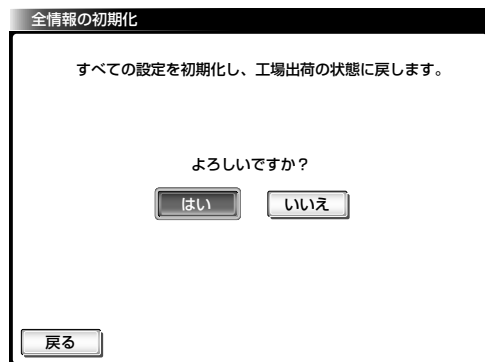 全情報の初期化
すべての設定を初期化し、工場出荷の状態に戻します。
よろしいですか？
はい いいえ
戻る